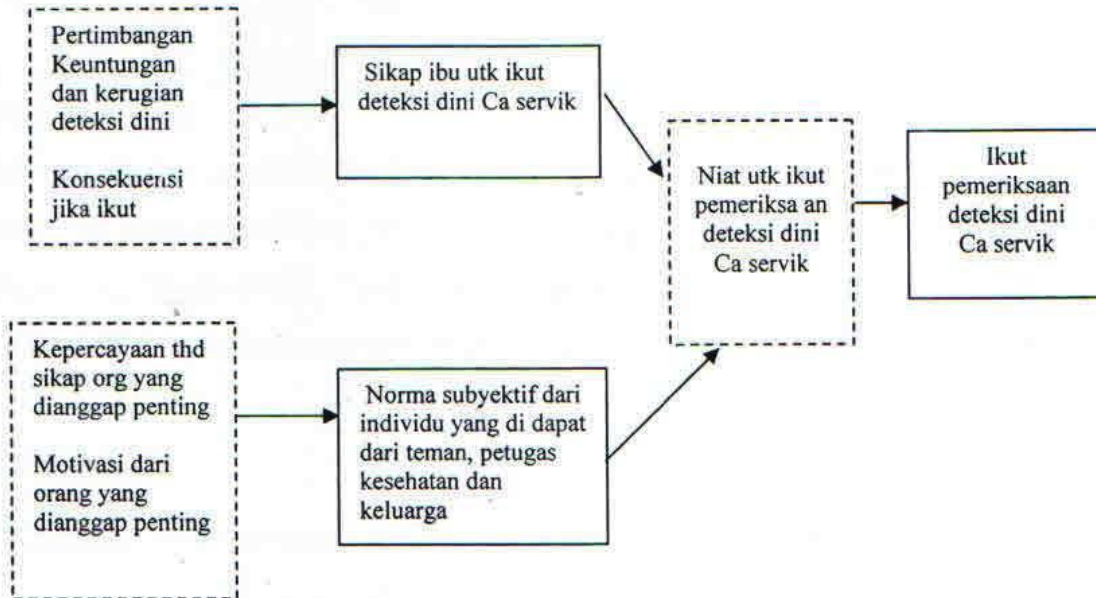 Pertimbangan
Keuntungan
dan kerugian
deteksi dini
Konsekuensi
jika ikut
Sikap ibu utk ikut
deteksi dini Ca servik
Niat utk ikut
pemeriksa an
deteksi dini
Ca servik
Ikut
pemeriksaan
deteksi dini
Ca servik
Kepercayaan thd
sikap org yang
dianggap penting
Motivasi dari
orang yang
dianggap penting
Norma subyektif dari
individu yang di dapat
dari teman, petugas
kesehatan dan
keluarga